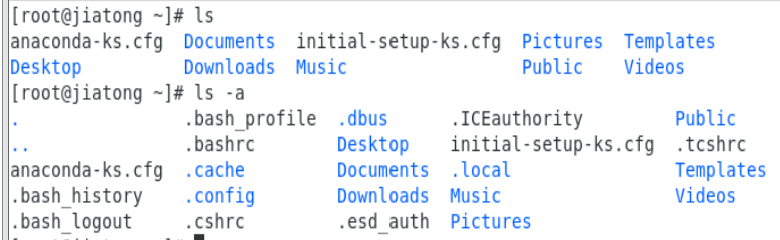 [root@jiatong ~]# ls
anaconda-ks.cfg  Documents  initial-setup-ks.cfg  Pictures  Templates
Desktop          Downloads  Music                 Public    Videos
[root@jiatong ~]# ls -a
.                .bash_profile  .dbus      .ICEauthority         Public
..               .bashrc        Desktop    initial-setup-ks.cfg  .tcshrc
anaconda-ks.cfg  .cache         Documents  .local                Templates
.bash_history    .config        Downloads  Music                 Videos
.bash_logout     .cshrc         .esd_auth  Pictures